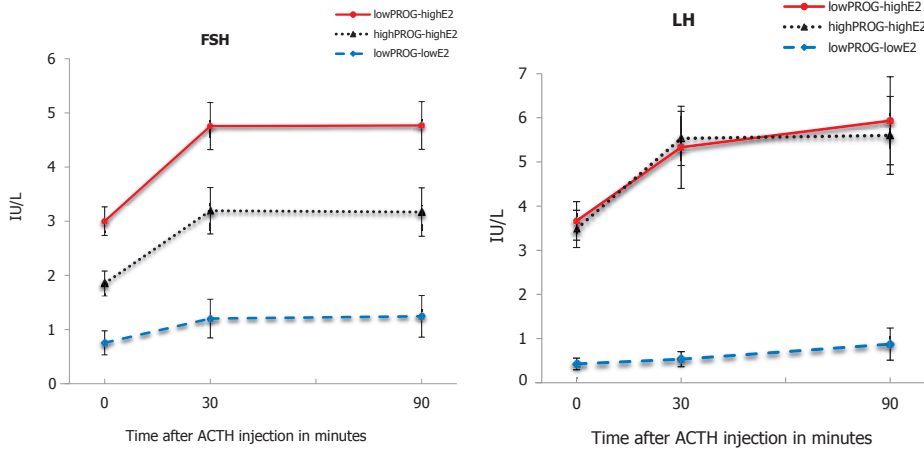 FSH
lowPROG-highE2
highPROG-highE2
lowPROG-lowE2
6
5
4
3
2
1
0
IU/L
0
30
90
Time after ACTH injection in minutes
LH
lowPROG-highE2
highPROG-highE2
lowPROG-lowE2
7
6
5
4
3
2
1
0
IU/L
0
30
90
Time after ACTH injection in minutes